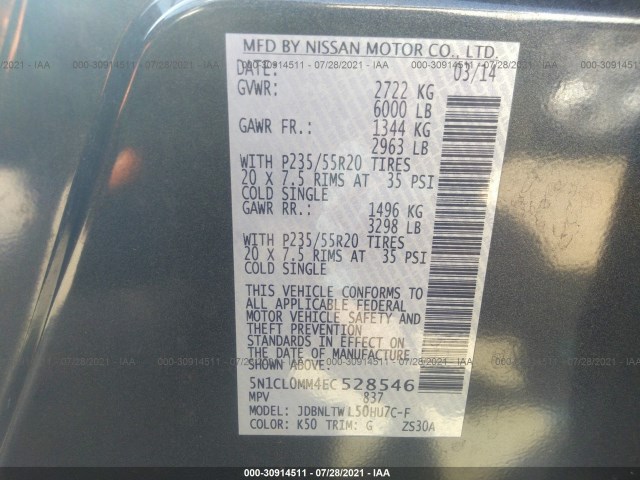 MFD BY NISSAN MOTOR CO., LTD.
DATE: 03/14
GVWR: 2722 KG
6000 LB
GAWR FR.: 1344 KG
2963 LB
WITH P235/55R20 TIRES
20 X 7.5 RIMS AT 35 PSI
COLD SINGLE
GAWR RR.: 1496 KG
3298 LB
WITH P235/55R20 TIRES
20 X 7.5 RIMS AT 35 PSI
COLD SINGLE
THIS VEHICLE CONFORMS TO
ALL APPLICABLE FEDERAL
MOTOR VEHICLE SAFETY AND
THEFT PREVENTION
STANDARDS IN EFFECT ON
THE DATE OF MANUFACTURE
SHOWN ABOVE.
5N1CL0MM4EC528546
MPV 837
MODEL: JDBNLTWL50HU7C-F
COLOR: K50 TRIM: G ZS30A
000-30914511 - 07/28/2021 - IAA